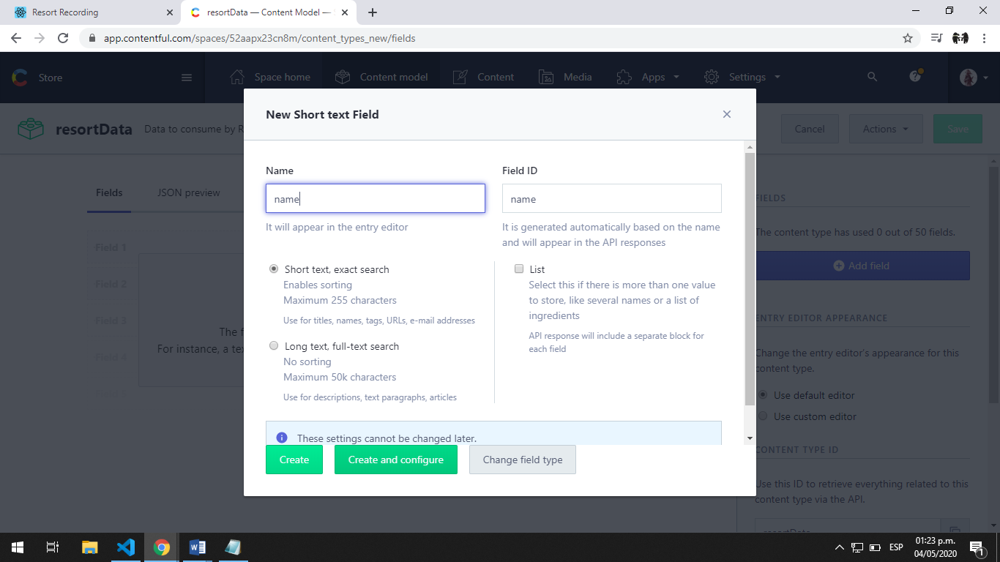 Resort Recording
resortData — Content Model —
app.contentful.com/spaces/52aapx23cn8m/content_types_new/fields
Store
Space home
Content model
Content
Media
Apps
Settings
resortData
Data to consume by R
Cancel
Actions
Save
New Short text Field
Name
Field ID
name
name
It will appear in the entry editor
It is generated automatically based on the name
and will appear in the API responses
Short text, exact search
Enables sorting
Maximum 255 characters
Use for titles, names, tags, URLs, e-mail addresses
Long text, full-text search
No sorting
Maximum 50k characters
Use for descriptions, text paragraphs, articles
List
Select this if there is more than one value
to store, like several names or a list of
ingredients
API response will include a separate block for
each field
These settings cannot be changed later.
Create
Create and configure
Change field type
Fields
JSON preview
Field 1
Field 2
Field 3
Field 4
The f
For instance, a te
FIELDS
The content type has used 0 out of 50 fields.
Add field
ENTRY EDITOR APPEARANCE
Change the entry editor's appearance for this
content type.
Use default editor
Use custom editor
CONTENT TYPE ID
Use this ID to retrieve everything related to this
content type via the API.
resortData
ESP
01:23 p.m.
04/05/2020
1